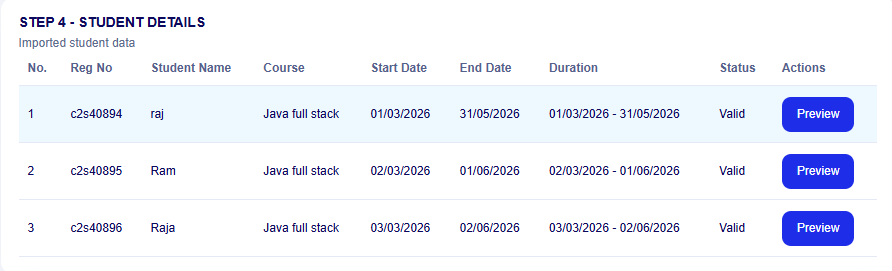 STEP 4 - STUDENT DETAILS
Imported student data
No. Reg No Student Name Course Start Date End Date Duration Status Actions
1 c2s40894 raj Java full stack 01/03/2026 31/05/2026 01/03/2026 - 31/05/2026 Valid Preview
2 c2s40895 Ram Java full stack 02/03/2026 01/06/2026 02/03/2026 - 01/06/2026 Valid Preview
3 c2s40896 Raja Java full stack 03/03/2026 02/06/2026 03/03/2026 - 02/06/2026 Valid Preview